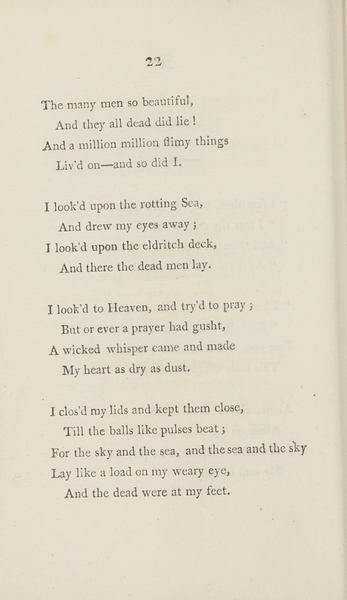 22
The many men so beautiful,
And they all dead did lie!
And a million million slimy things
Liv'd on—and so did I.
I look'd upon the rotting Sea,
And drew my eyes away;
I look'd upon the eldritch deck,
And there the dead men lay.
I look'd to Heaven, and try'd to pray;
But or ever a prayer had gusht,
A wicked whisper came and made
My heart as dry as dust.
I clos'd my lids and kept them close,
Till the balls like pulses beat;
For the sky and the sea, and the sea and the sky
Lay like a load on my weary eye,
And the dead were at my feet.